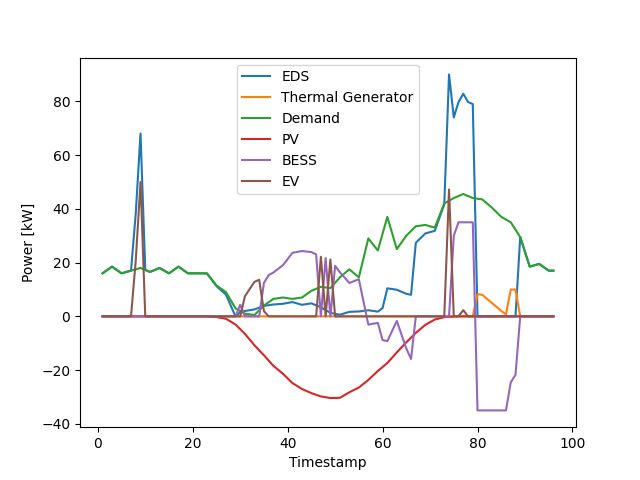 EDS
Thermal Generator
Demand
PV
BESS
EV
Power [kW]
80
60
40
20
0
−20
−40
0 20 40 60 80 100
Timestamp